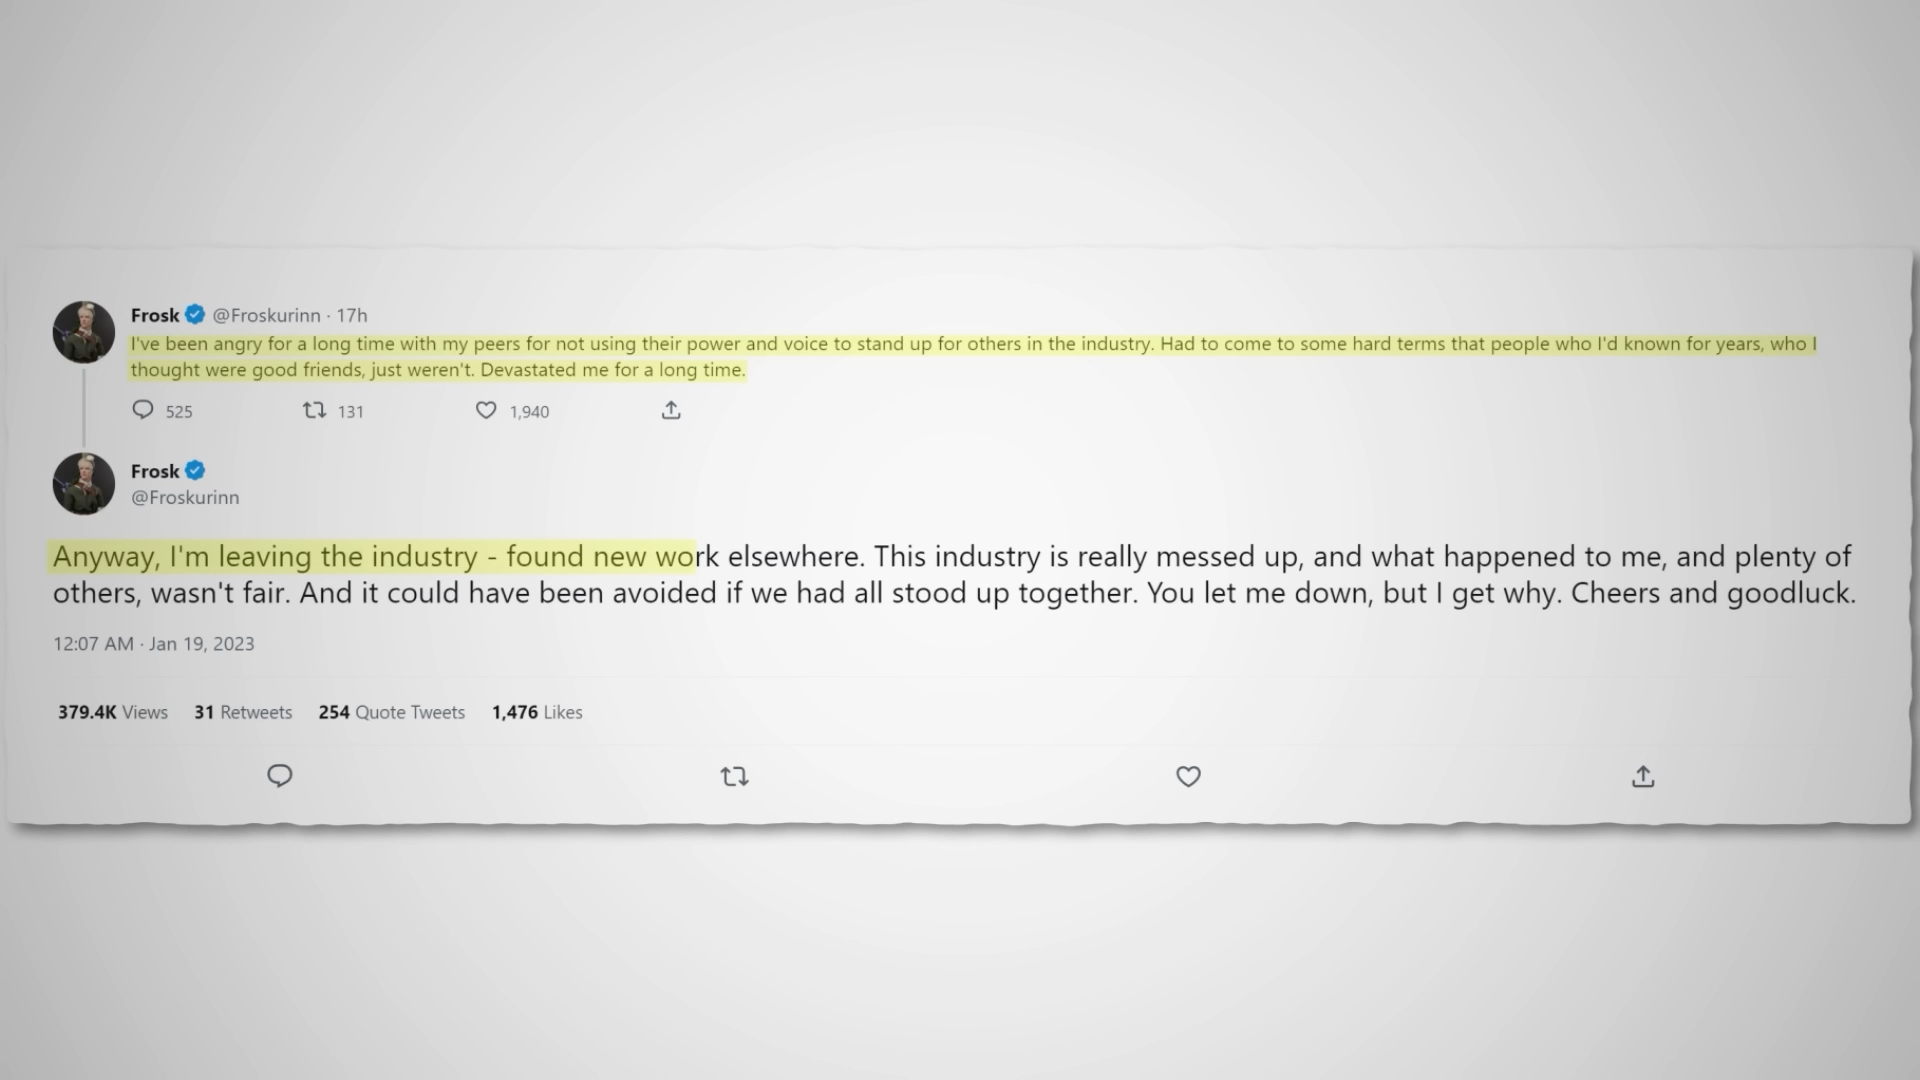 Frosk @Froskurinn · 17h
I've been angry for a long time with my peers for not using their power and voice to stand up for others in the industry. Had to come to some hard terms that people who I'd known for years, who I
thought were good friends, just weren't. Devastated me for a long time.
525 131 1,940
Frosk
@Froskurinn
Anyway, I'm leaving the industry - found new work elsewhere. This industry is really messed up, and what happened to me, and plenty of
others, wasn't fair. And it could have been avoided if we had all stood up together. You let me down, but I get why. Cheers and goodluck.
12:07 AM · Jan 19, 2023
379.4K Views 31 Retweets 254 Quote Tweets 1,476 Likes